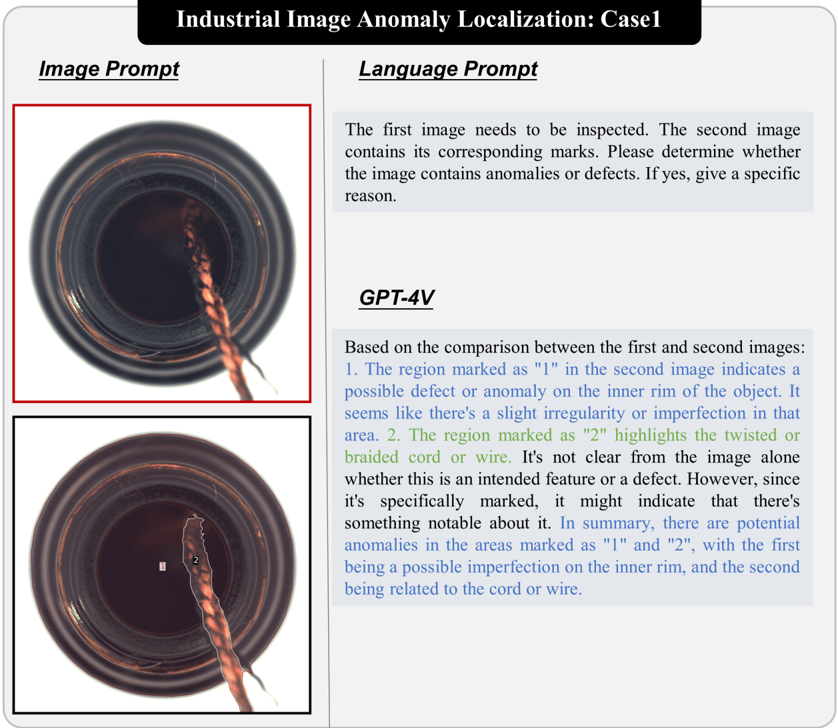 Industrial Image Anomaly Localization: Case1
Image Prompt
Language Prompt
The first image needs to be inspected. The second image
contains its corresponding marks. Please determine whether
the image contains anomalies or defects. If yes, give a specific
reason.
GPT-4V
Based on the comparison between the first and second images:
1. The region marked as "1" in the second image indicates a
possible defect or anomaly on the inner rim of the object. It
seems like there's a slight irregularity or imperfection in that
area. 2. The region marked as "2" highlights the twisted or
braided cord or wire. It's not clear from the image alone
whether this is an intended feature or a defect. However, since
it's specifically marked, it might indicate that there's
something notable about it. In summary, there are potential
anomalies in the areas marked as "1" and "2", with the first
being a possible imperfection on the inner rim, and the second
being related to the cord or wire.
2